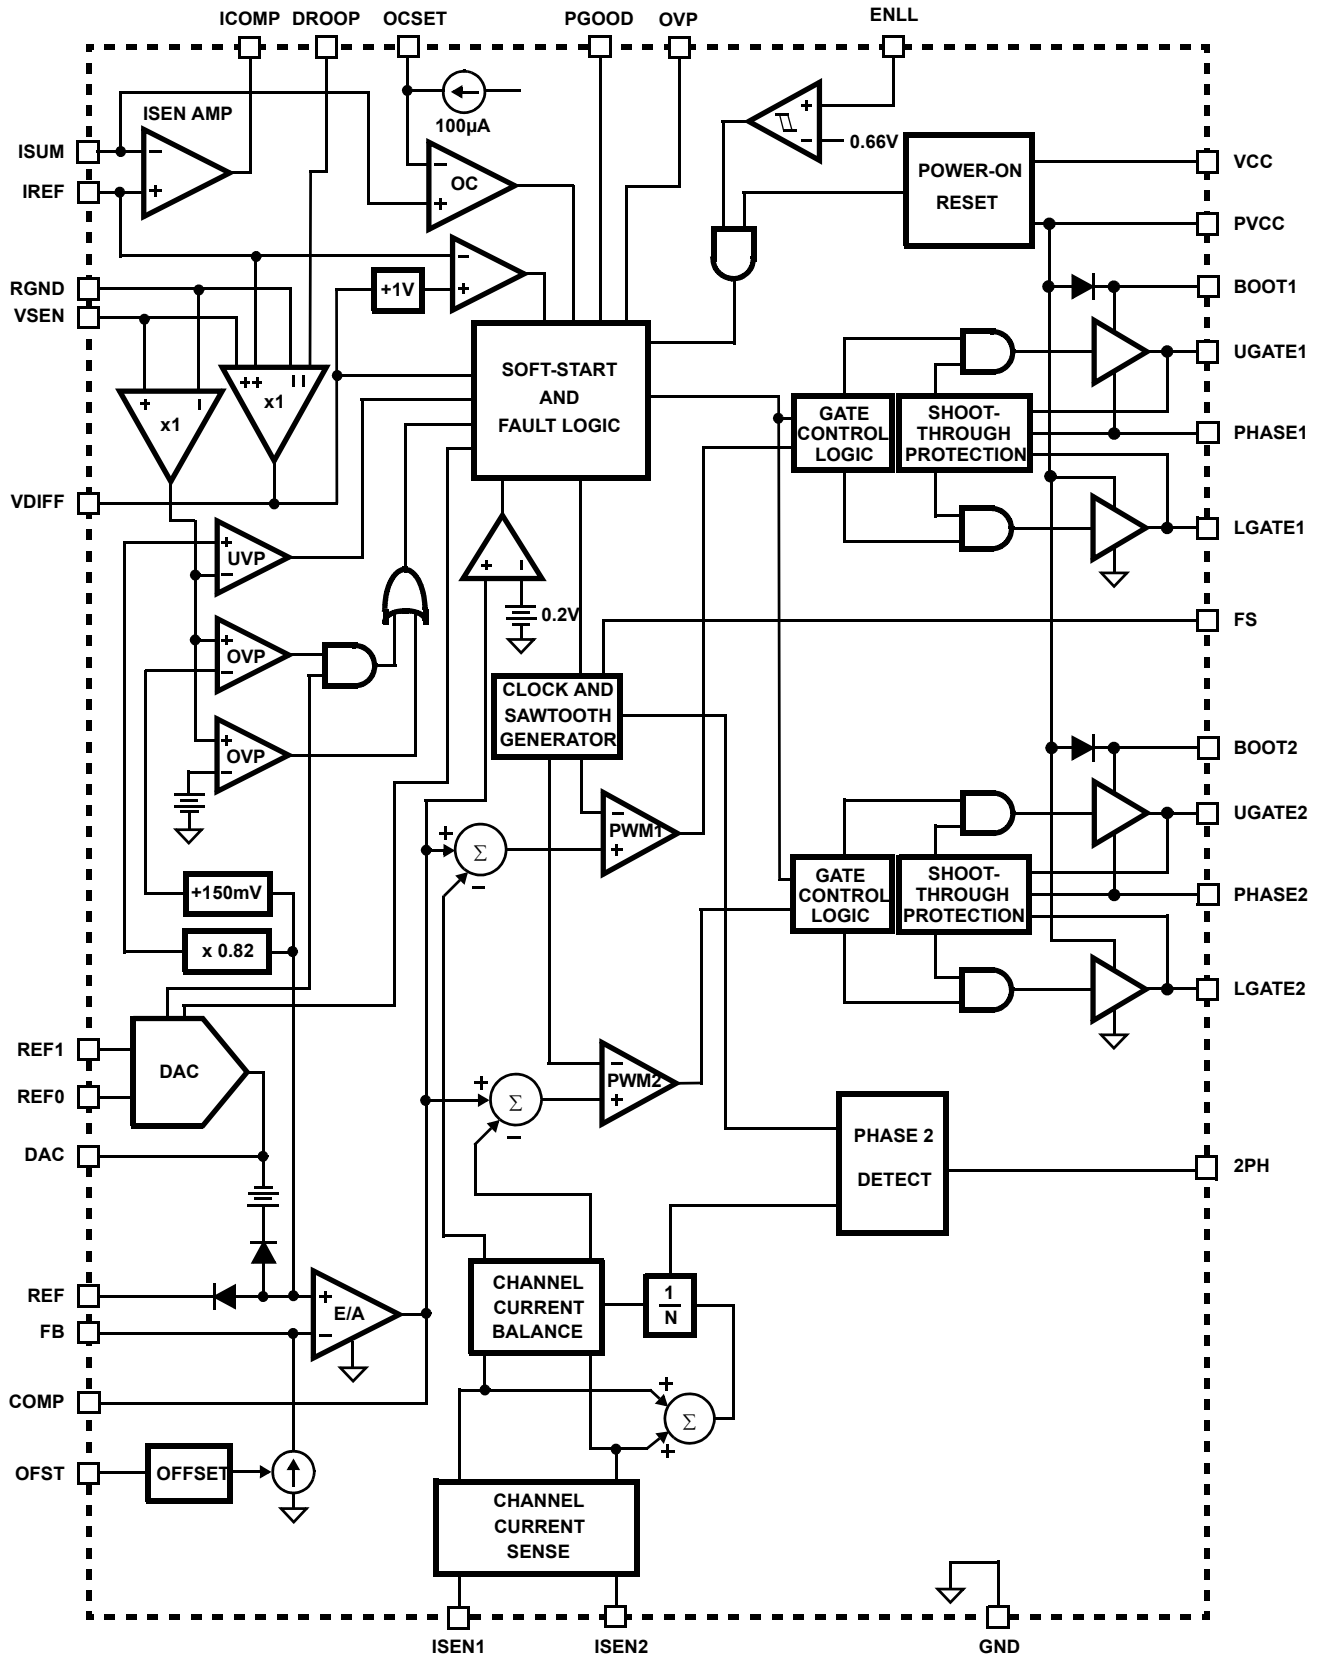 ICOMP DROOP OCSET PGOOD OVP ENLL
ISEN AMP
100µA
ISUM
IREF
−
+
−
+
OC
+
−
0.66V
POWER-ON
RESET
VCC
PVCC
−
+
+1V
RGND
VSEN
BOOT1
UGATE1
PHASE1
LGATE1
+ −
x1
++ − −
x1
SOFT-START
AND
FAULT LOGIC
GATE
CONTROL
LOGIC
SHOOT-
THROUGH
PROTECTION
VDIFF
+
−
UVP
+ −
0.2V
+
−
OVP
+
−
OVP
FS
CLOCK AND
SAWTOOTH
GENERATOR
BOOT2
UGATE2
PHASE2
LGATE2
−
+
PWM1
+
Σ
−
GATE
CONTROL
LOGIC
SHOOT-
THROUGH
PROTECTION
+150mV
x 0.82
REF1
REF0
DAC
DAC
−
+
PWM2
+
Σ
−
PHASE 2
DETECT
2PH
REF
FB
+
−
E/A
CHANNEL
CURRENT
BALANCE
1
N
COMP
+
Σ
+
OFST
OFFSET
CHANNEL
CURRENT
SENSE
ISEN1 ISEN2 GND